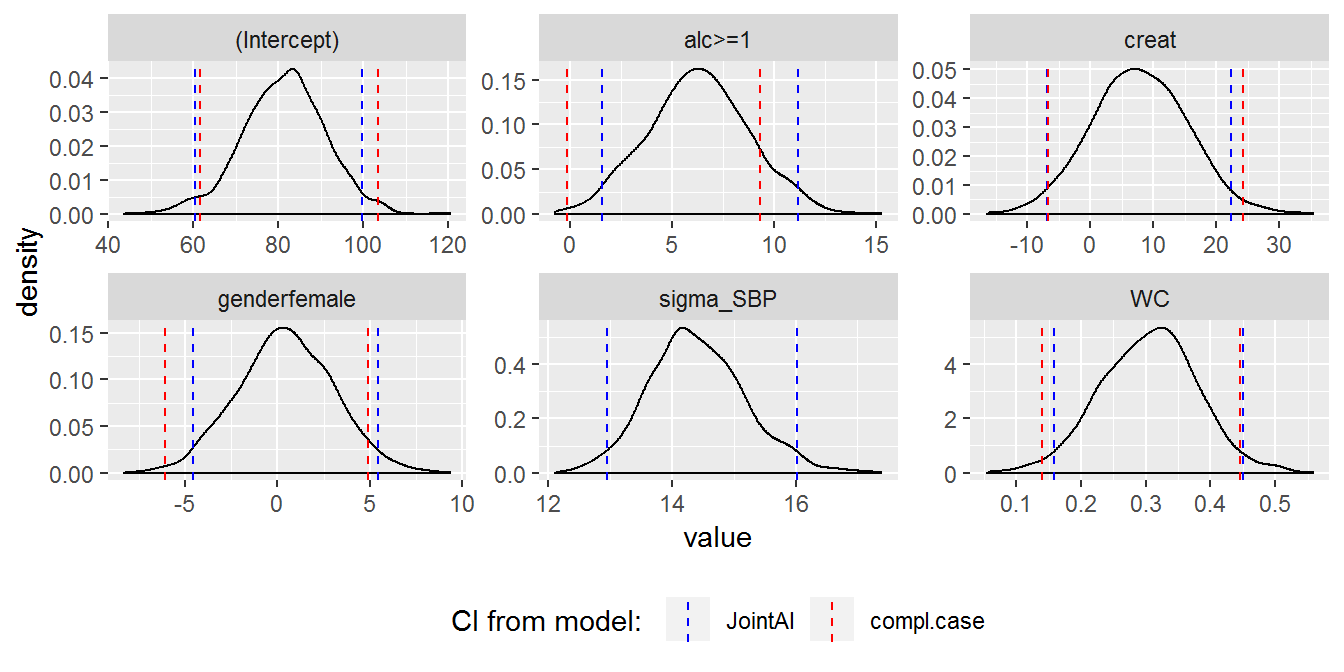 (Intercept) alc>=1 creat
0.04 0.03 0.02 0.01 0.00
40 60 80 100 120
0.15 0.10 0.05 0.00
0 5 10 15
0.05 0.04 0.03 0.02 0.01 0.00
-10 0 10 20 30
density
genderfemale sigma_SBP WC
0.15 0.10 0.05 0.00
-5 0 5 10
0.4 0.2 0.0
12 14 16
4 2 0
0.1 0.2 0.3 0.4 0.5
value
CI from model: JointAI compl.case